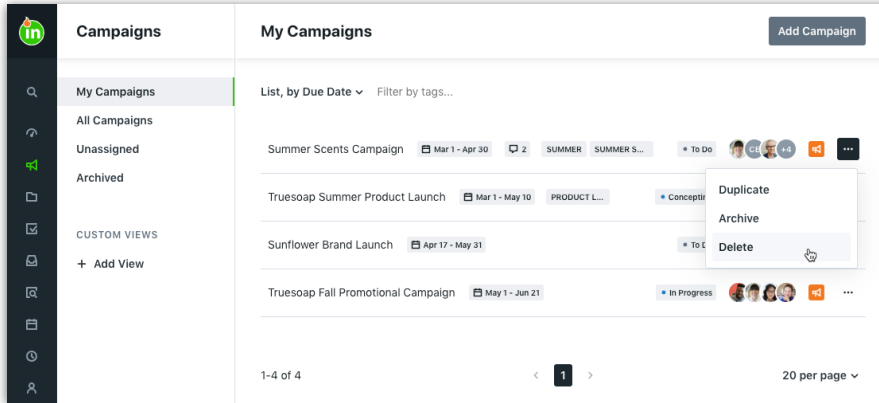 in
Campaigns
My Campaigns
Add Campaign
My Campaigns
All Campaigns
Unassigned
Archived
CUSTOM VIEWS
+ Add View
List, by Due Date
Filter by tags...
Summer Scents Campaign Mar 1 - Apr 30 2 SUMMER SUMMER S... To Do CE +4
Truesoap Summer Product Launch Mar 1 - May 10 PRODUCT L...
Sunflower Brand Launch Apr 17 - May 31
Truesoap Fall Promotional Campaign May 1 - Jun 21 In Progress
Duplicate
Archive
Delete
1-4 of 4
1
20 per page